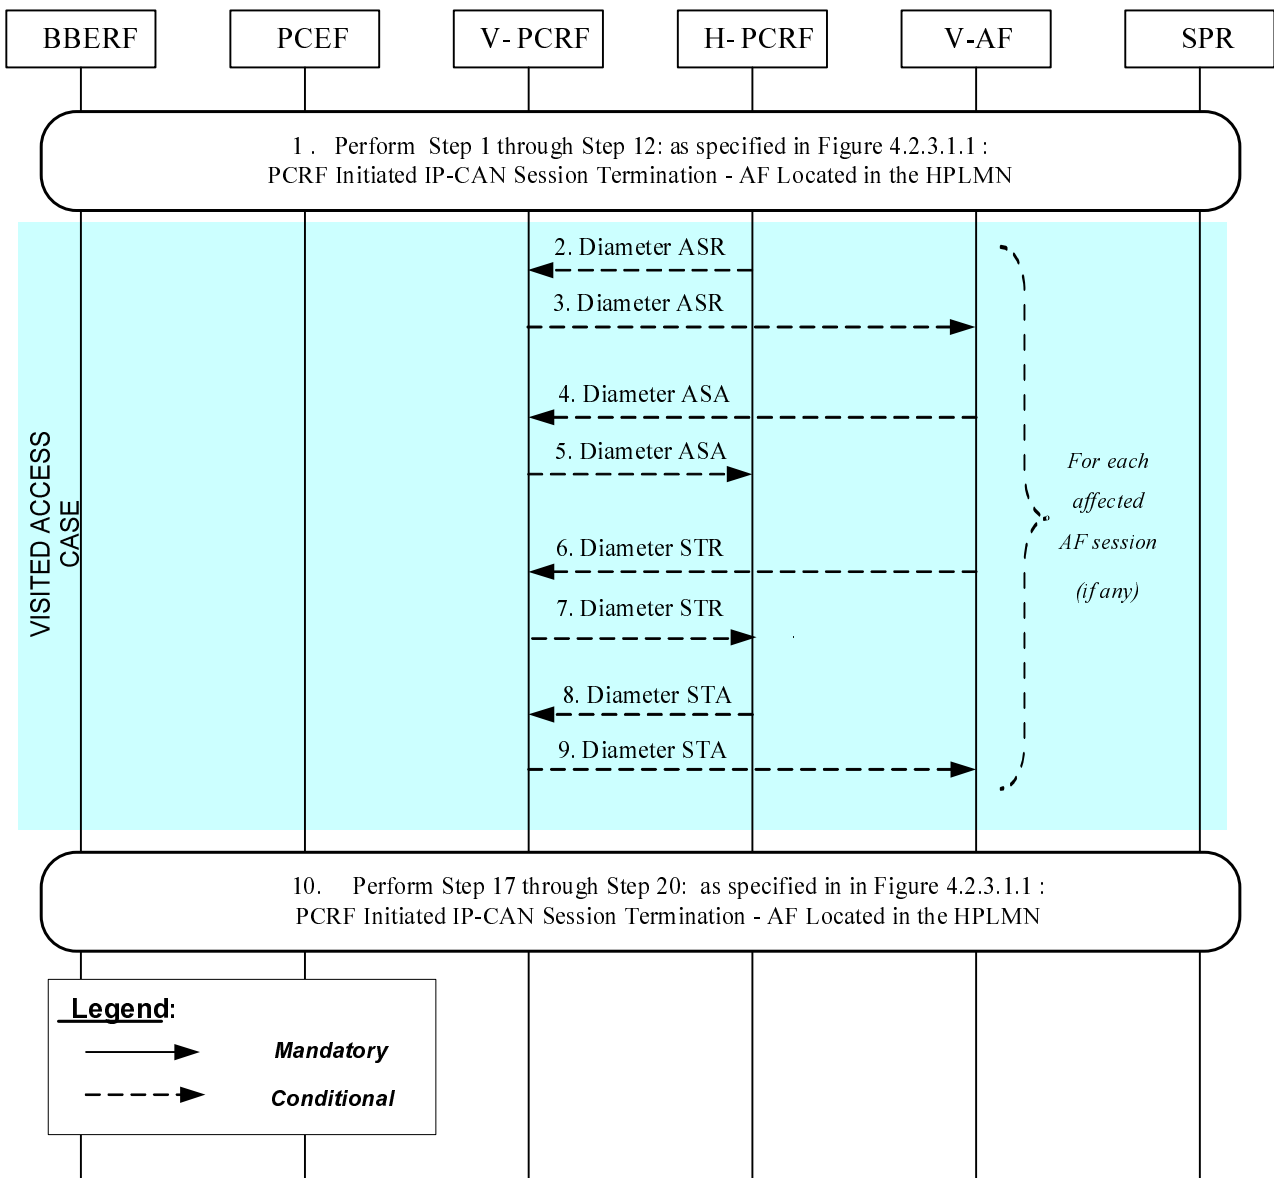 BBERF
PCEF
V- PCRF
H- PCRF
V-AF
SPR
1 . Perform Step 1 through Step 12: as specified in Figure 4.2.3.1.1 :
PCRF Initiated IP-CAN Session Termination - AF Located in the HPLMN
VISITED ACCESS
CASE
2. Diameter ASR
3. Diameter ASR
4. Diameter ASA
5. Diameter ASA
6. Diameter STR
7. Diameter STR
8. Diameter STA
9. Diameter STA
For each
affected
AF session
(if any)
10. Perform Step 17 through Step 20: as specified in in Figure 4.2.3.1.1 :
PCRF Initiated IP-CAN Session Termination - AF Located in the HPLMN
Legend:
Mandatory
Conditional